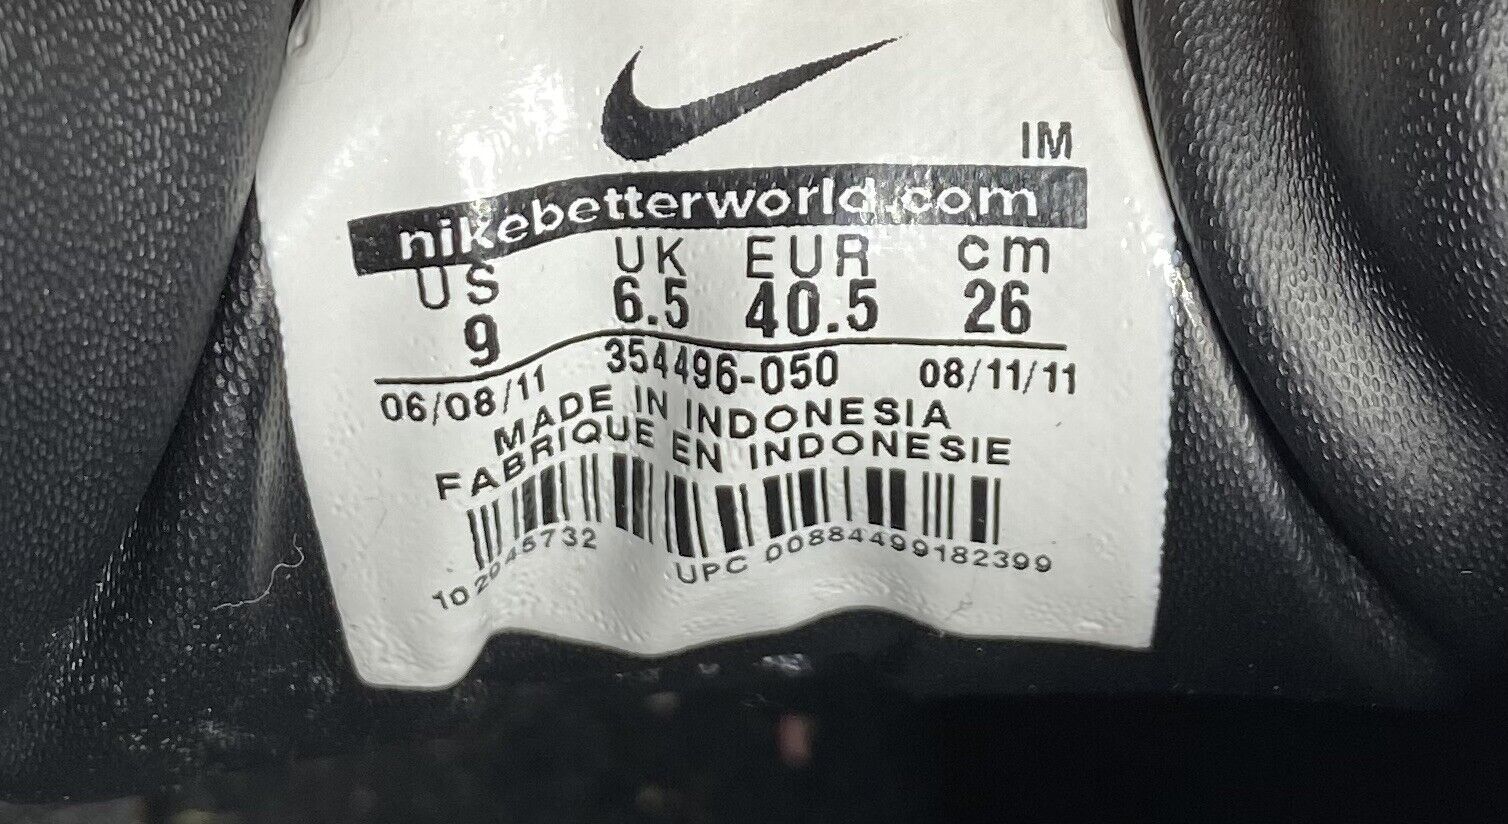 IM
nikebetterworld.com
US UK EUR cm
9 6.5 40.5 26
06/08/11 354496-050 08/11/11
MADE IN INDONESIA
FABRIQUE EN INDONESIE
10 UPC 00884499182399